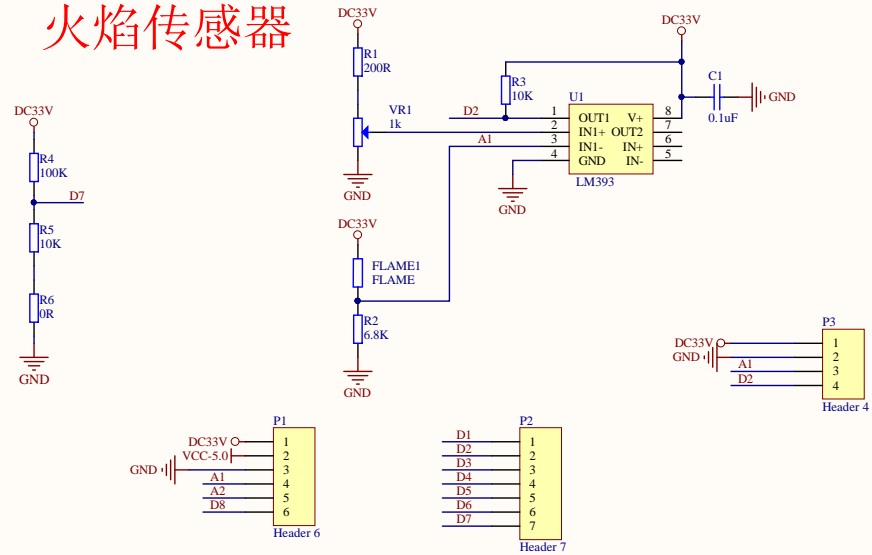 火焰传感器
DC33V
R4
100K
D7
R5
10K
R6
0R
GND
DC33V
R1
200R
VR1
1k
GND
DC33V
FLAME1
FLAME
R2
6.8K
GND
DC33V
R3
10K
C1
0.1uF
GND
D2
A1
U1
1 OUT1 V+ 8
2 IN1+ OUT2 7
3 IN1- IN+ 6
4 GND IN- 5
LM393
GND
P3
DC33V 1
GND 2
A1 3
D2 4
Header 4
P1
DC33V 1
VCC-5.0 2
GND 3
A1 4
A2 5
D8 6
Header 6
P2
D1 1
D2 2
D3 3
D4 4
D5 5
D6 6
D7 7
Header 7